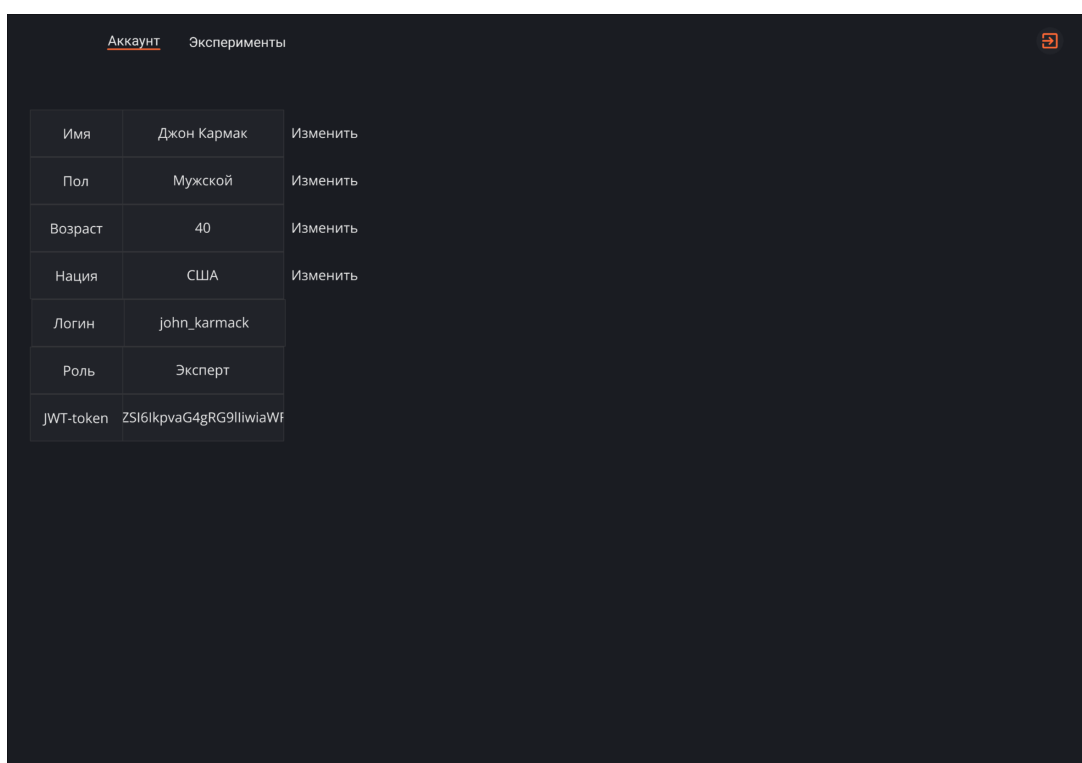 Аккаунт Эксперименты
Имя Джон Кармак Изменить
Пол Мужской Изменить
Возраст 40 Изменить
Нация США Изменить
Логин john_karmack
Роль Эксперт
JWT-token ZSI6IkpvaG4gRG9lIiwiaWF